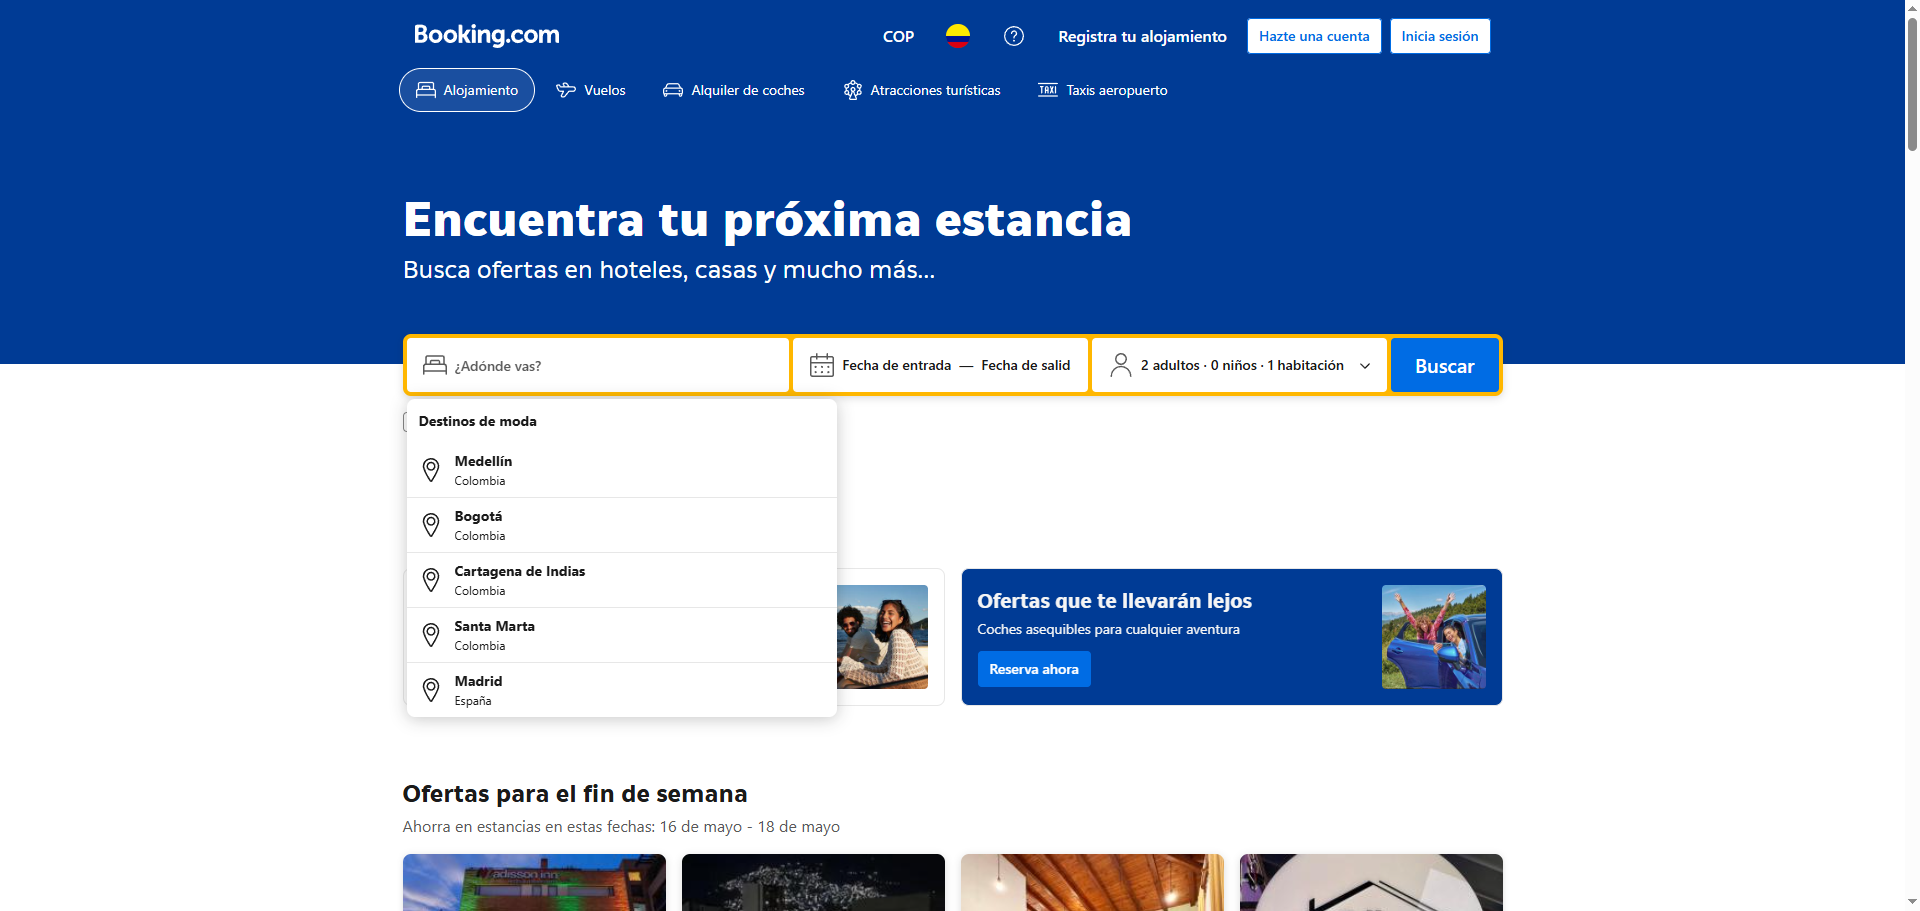 Booking.com
COP
Registra tu alojamiento
Hazte una cuenta
Inicia sesión
Alojamiento
Vuelos
Alquiler de coches
Atracciones turísticas
TAXI
Taxis aeropuerto
Encuentra tu próxima estancia
Busca ofertas en hoteles, casas y mucho más...
¿Adónde vas?
Fecha de entrada — Fecha de salid
2 adultos · 0 niños · 1 habitación
Buscar
Destinos de moda
Medellín
Colombia
Bogotá
Colombia
Cartagena de Indias
Colombia
Santa Marta
Colombia
Madrid
España
Ofertas que te llevarán lejos
Coches asequibles para cualquier aventura
Reserva ahora
Ofertas para el fin de semana
Ahorra en estancias en estas fechas: 16 de mayo - 18 de mayo
adisson inn